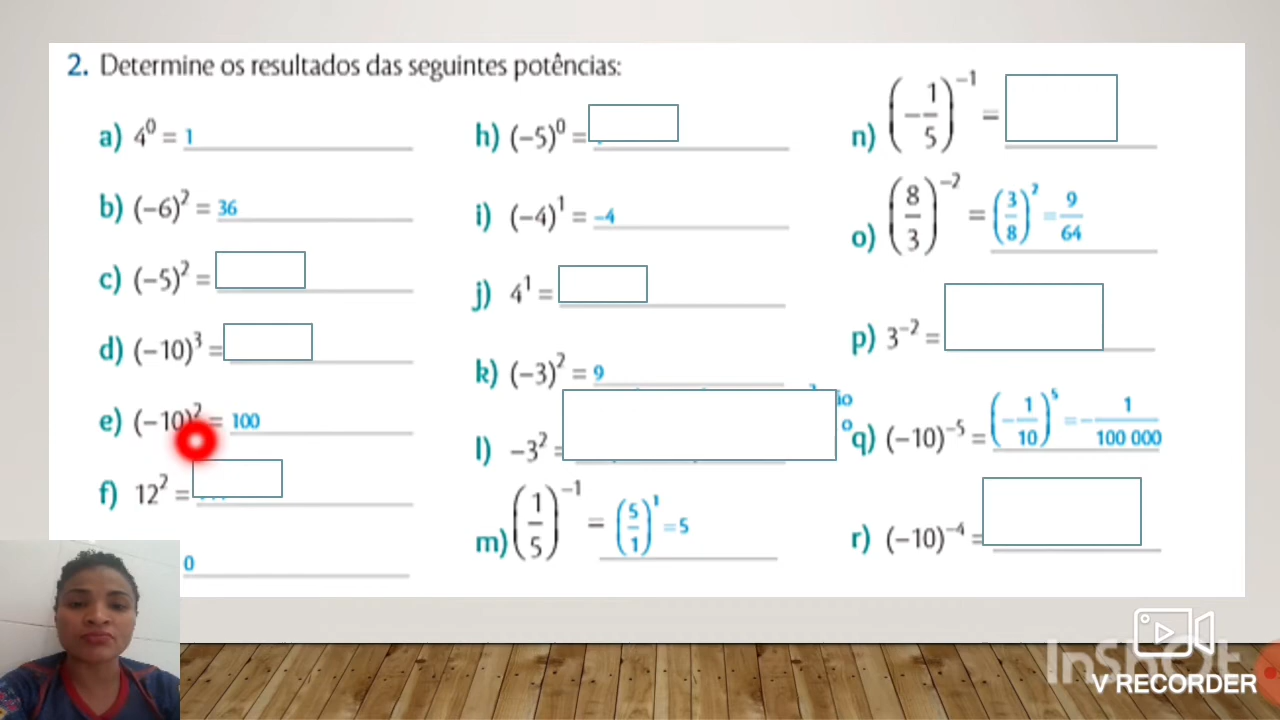 2. Determine os resultados das seguintes potências:
a) 4⁰ = 1
b) (−6)² = 36
c) (−5)² =
d) (−10)³ =
e) (−10)² = 100
f) 12² =
0
h) (−5)⁰ =
i) (−4)¹ = −4
j) 4¹ =
k) (−3)² = 9
l) −3² =
m) (1/5)⁻¹ = (5/1)¹ = 5
n) (−1/5)⁻¹ =
o) (8/3)⁻² = (3/8)² = 9/64
p) 3⁻² =
q) (−10)⁻⁵ = (−1/10)⁵ = −1/100 000
r) (−10)⁻⁴ =
InShOt
V RECORDER